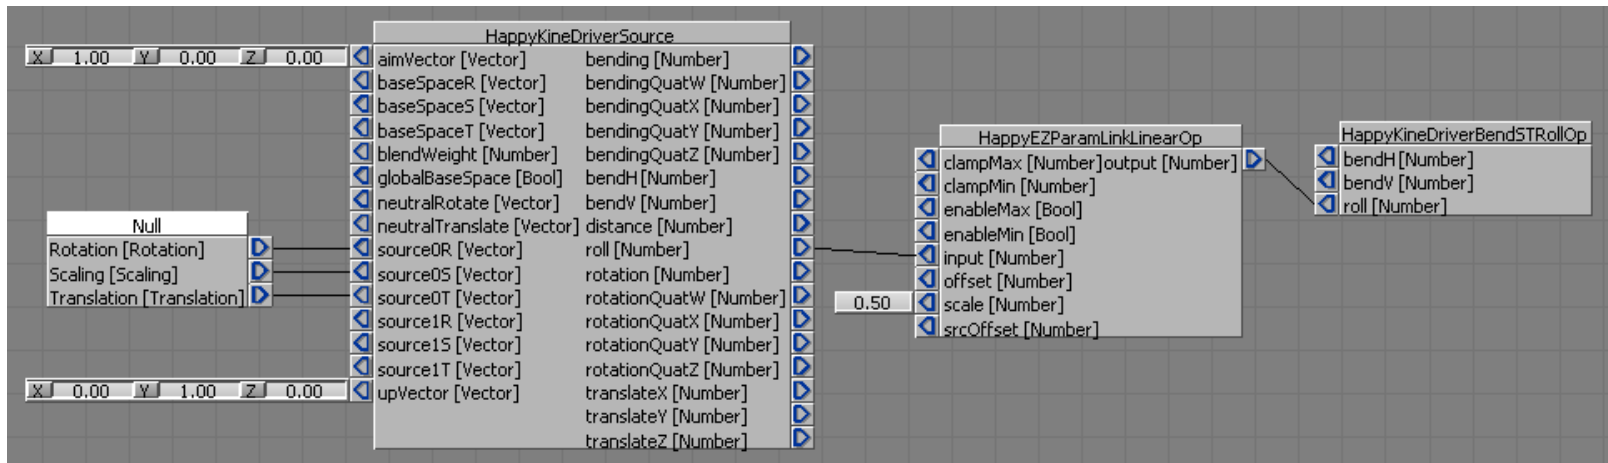 HappyKineDriverSource
X 1.00 Y 0.00 Z 0.00
aimVector [Vector] bending [Number]
baseSpaceR [Vector] bendingQuatW [Number]
baseSpaceS [Vector] bendingQuatX [Number]
baseSpaceT [Vector] bendingQuatY [Number]
blendWeight [Number] bendingQuatZ [Number]
globalBaseSpace [Bool] bendH [Number]
neutralRotate [Vector] bendV [Number]
neutralTranslate [Vector] distance [Number]
source0R [Vector] roll [Number]
source0S [Vector] rotation [Number]
source0T [Vector] rotationQuatW [Number]
source1R [Vector] rotationQuatX [Number]
source1S [Vector] rotationQuatY [Number]
source1T [Vector] rotationQuatZ [Number]
X 0.00 Y 1.00 Z 0.00
upVector [Vector] translateX [Number]
translateY [Number]
translateZ [Number]
Null
Rotation [Rotation]
Scaling [Scaling]
Translation [Translation]
HappyEZParamLinkLinearOp
clampMax [Number] output [Number]
clampMin [Number]
enableMax [Bool]
enableMin [Bool]
input [Number]
offset [Number]
0.50
scale [Number]
srcOffset [Number]
HappyKineDriverBendSTRollOp
bendH [Number]
bendV [Number]
roll [Number]